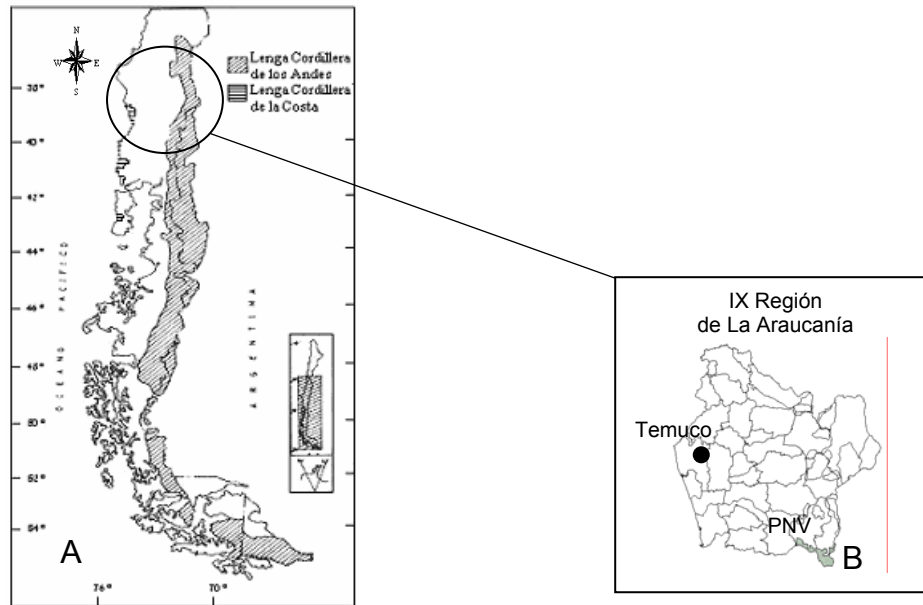 N
W E
S
Lenga Cordillera
de los Andes
Lenga Cordillera
de la Costa
38°
40°
42°
44°
46°
48°
50°
52°
54°
OCEANO PACIFICO
ARGENTINA
A
76° 70°
IX Región
de La Araucanía
Temuco
PNV
B